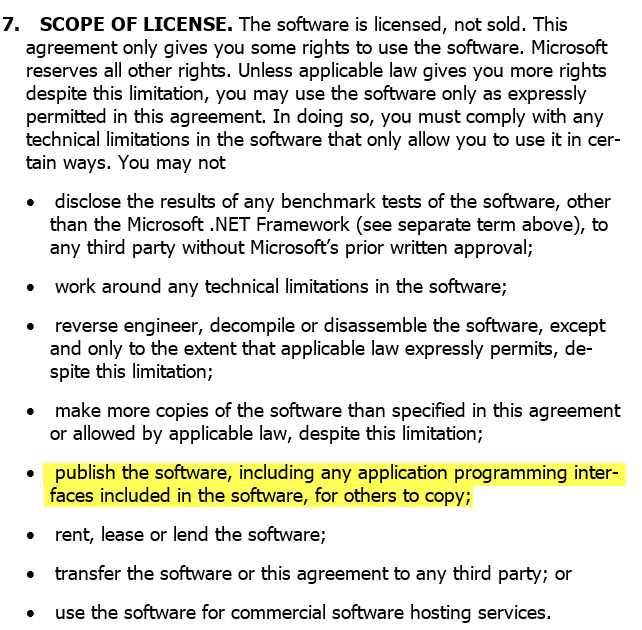 7. SCOPE OF LICENSE. The software is licensed, not sold. This
agreement only gives you some rights to use the software. Microsoft
reserves all other rights. Unless applicable law gives you more rights
despite this limitation, you may use the software only as expressly
permitted in this agreement. In doing so, you must comply with any
technical limitations in the software that only allow you to use it in cer-
tain ways. You may not
• disclose the results of any benchmark tests of the software, other
than the Microsoft .NET Framework (see separate term above), to
any third party without Microsoft’s prior written approval;
• work around any technical limitations in the software;
• reverse engineer, decompile or disassemble the software, except
and only to the extent that applicable law expressly permits, de-
spite this limitation;
• make more copies of the software than specified in this agreement
or allowed by applicable law, despite this limitation;
• publish the software, including any application programming inter-
faces included in the software, for others to copy;
• rent, lease or lend the software;
• transfer the software or this agreement to any third party; or
• use the software for commercial software hosting services.